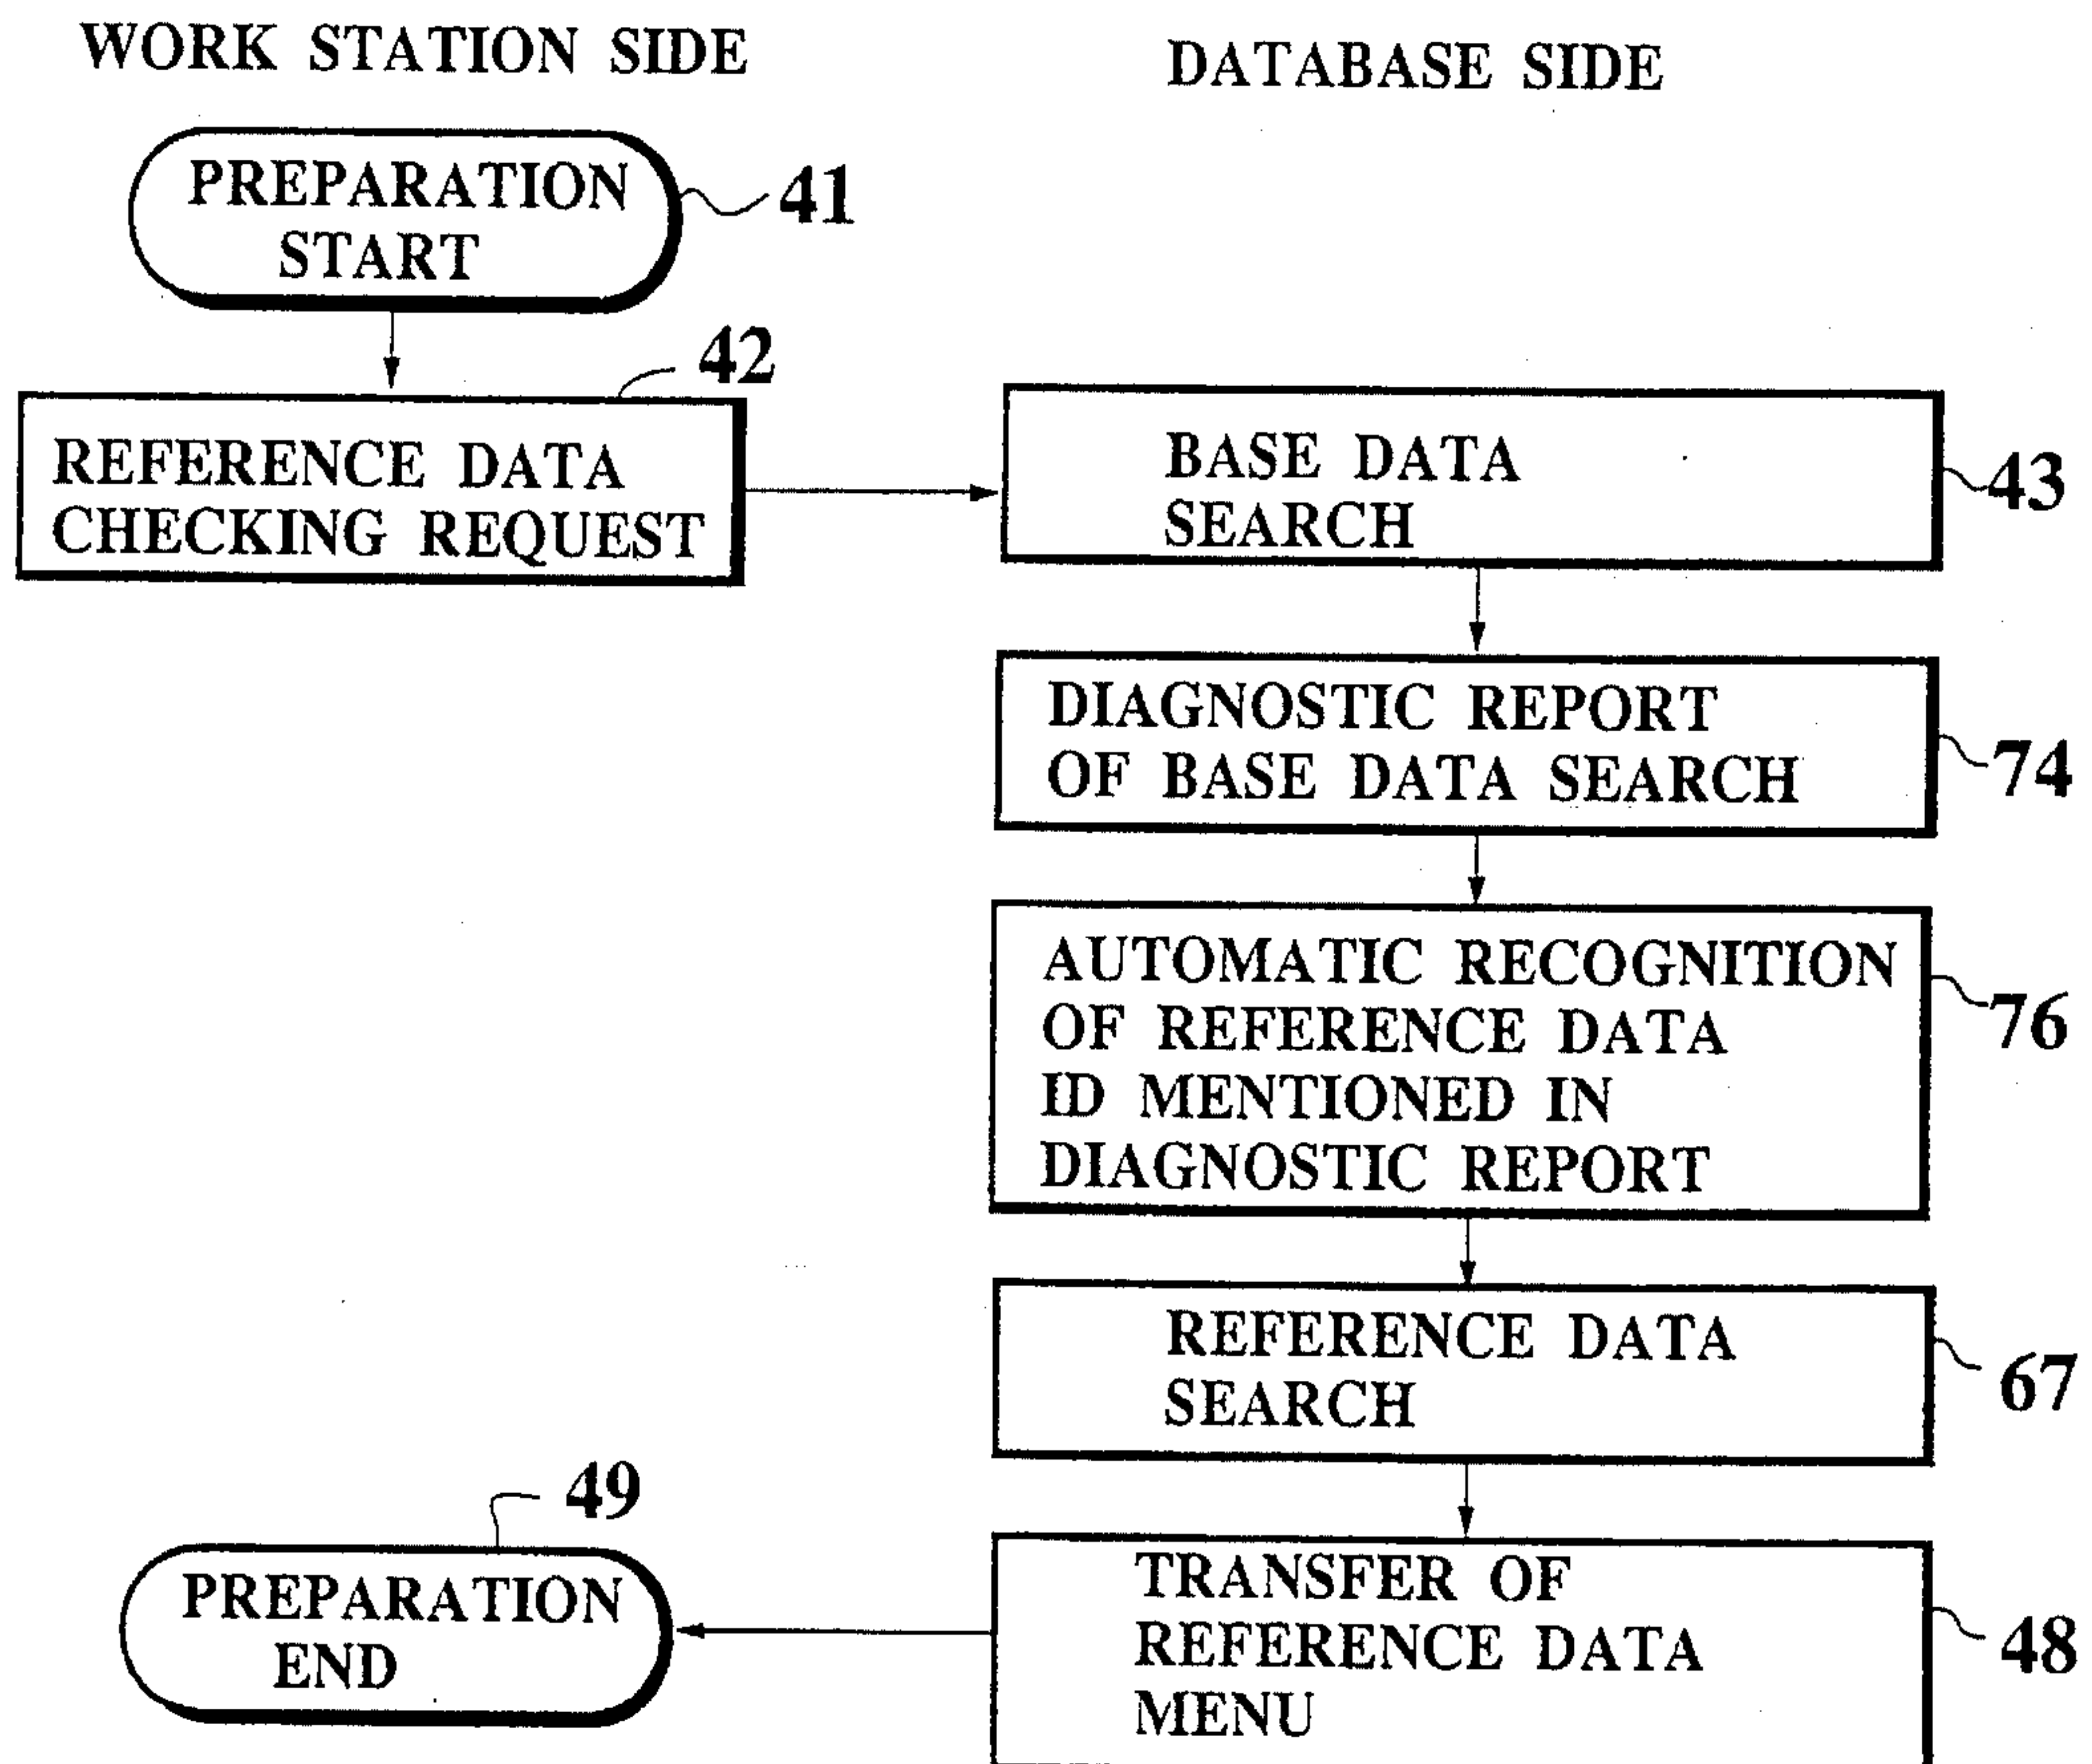 WORK STATION SIDE
DATABASE SIDE
PREPARATION
START
41
42
REFERENCE DATA
CHECKING REQUEST
BASE DATA
SEARCH
43
DIAGNOSTIC REPORT
OF BASE DATA SEARCH
74
AUTOMATIC RECOGNITION
OF REFERENCE DATA
ID MENTIONED IN
DIAGNOSTIC REPORT
76
REFERENCE DATA
SEARCH
67
TRANSFER OF
REFERENCE DATA
MENU
48
49
PREPARATION
END